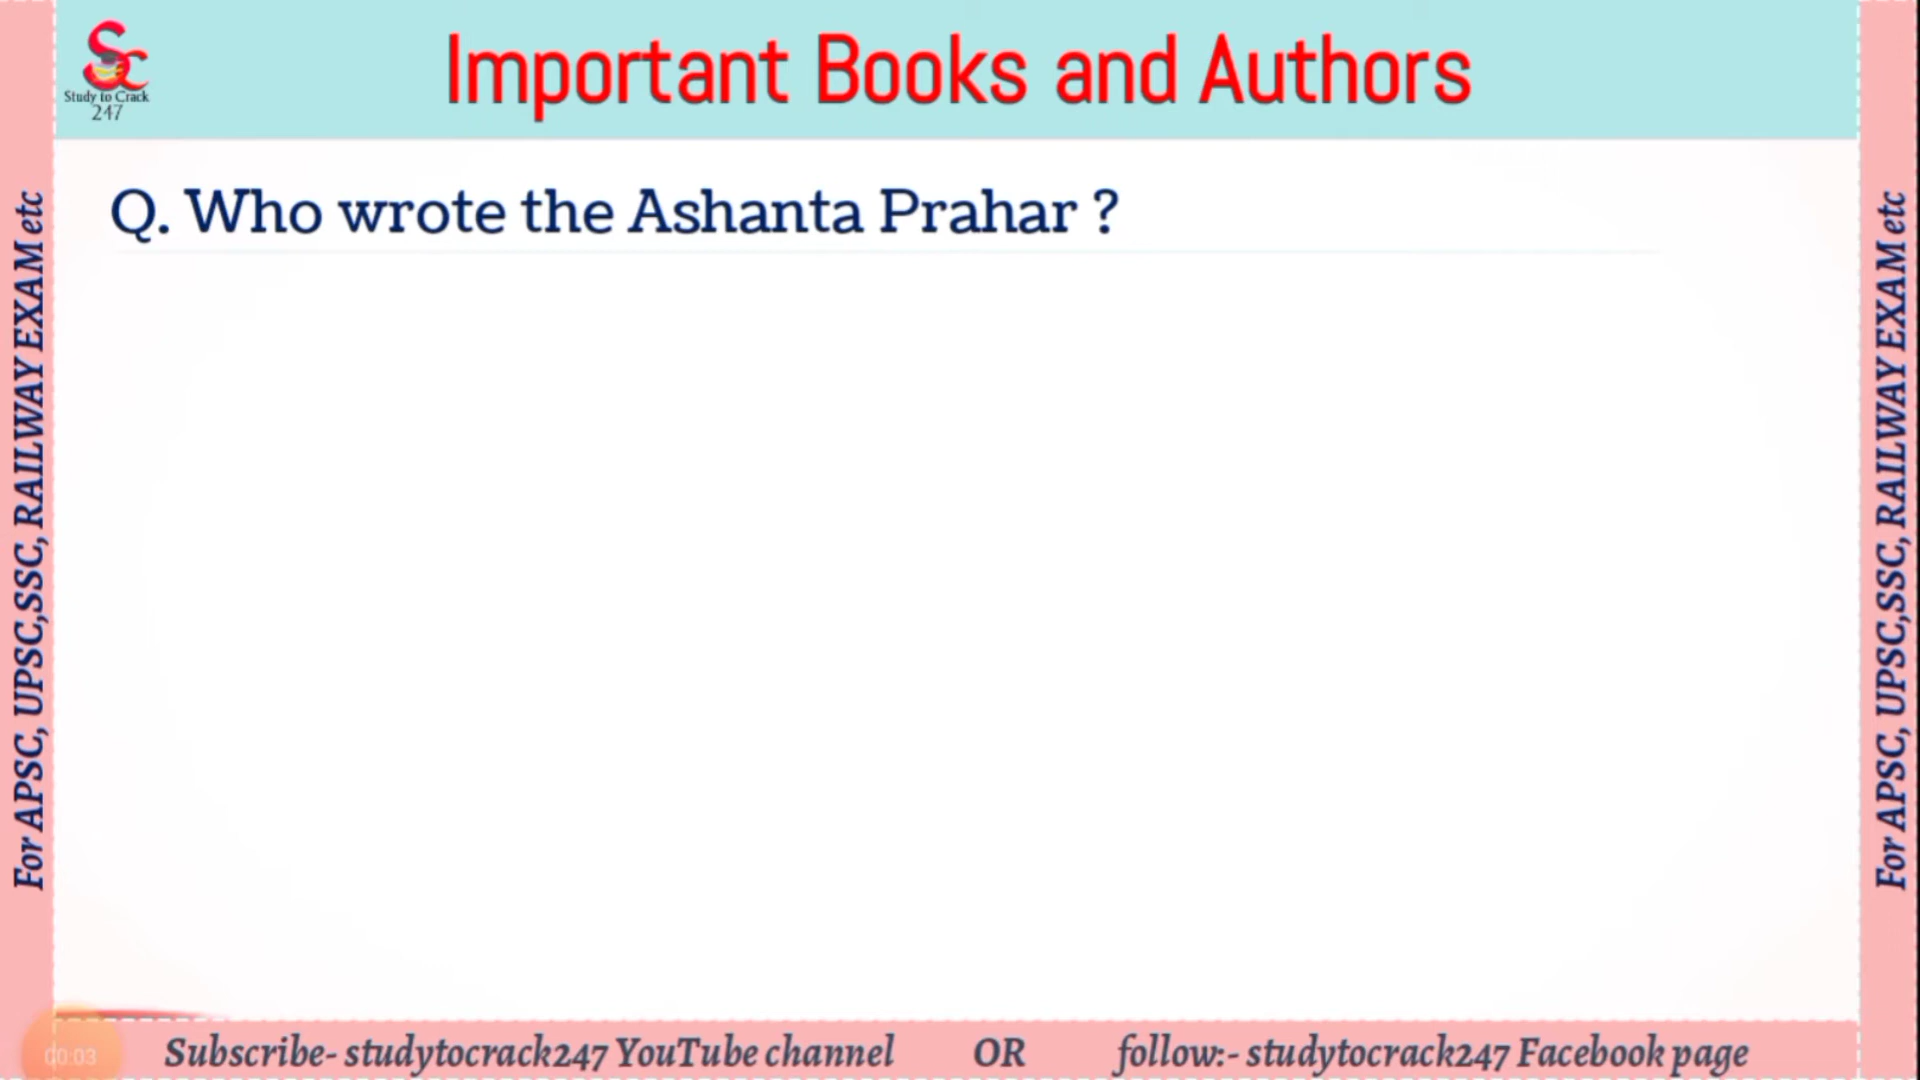 Study to Crack
247
Important Books and Authors
Q. Who wrote the Ashanta Prahar ?
For APSC, UPSC,SSC, RAILWAY EXAM etc
For APSC, UPSC,SSC, RAILWAY EXAM etc
00:03
Subscribe- studytocrack247 YouTube channel OR follow:- studytocrack247 Facebook page